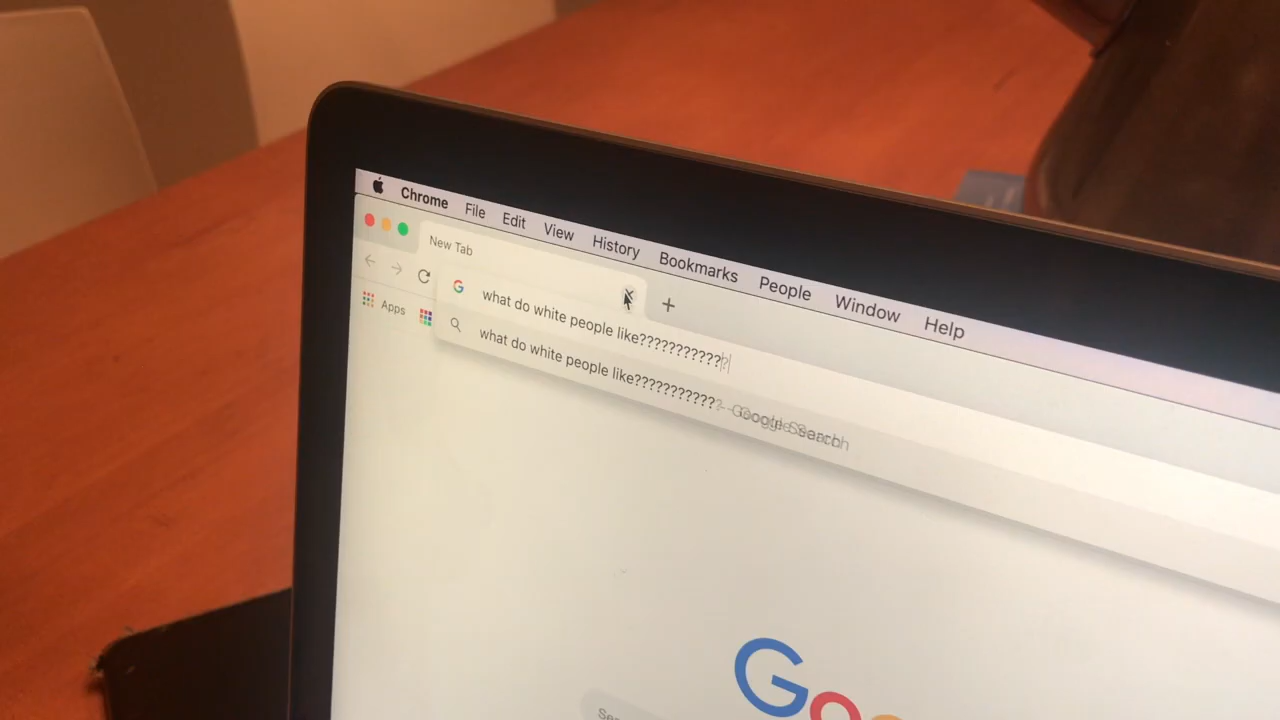 Chrome File Edit View History Bookmarks People Window Help
New Tab
what do white people like????????????
Apps
what do white people like???????????? - Google Search